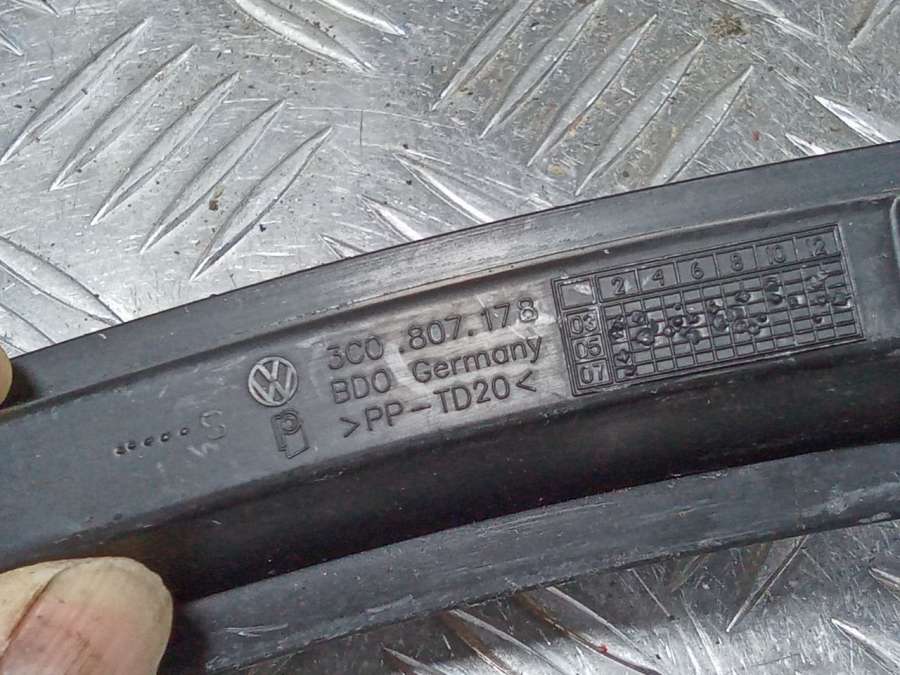 3C0 807.178
BDO Germany
>PP-TD20<
2 4 6 8 10 12
03
05
07
S